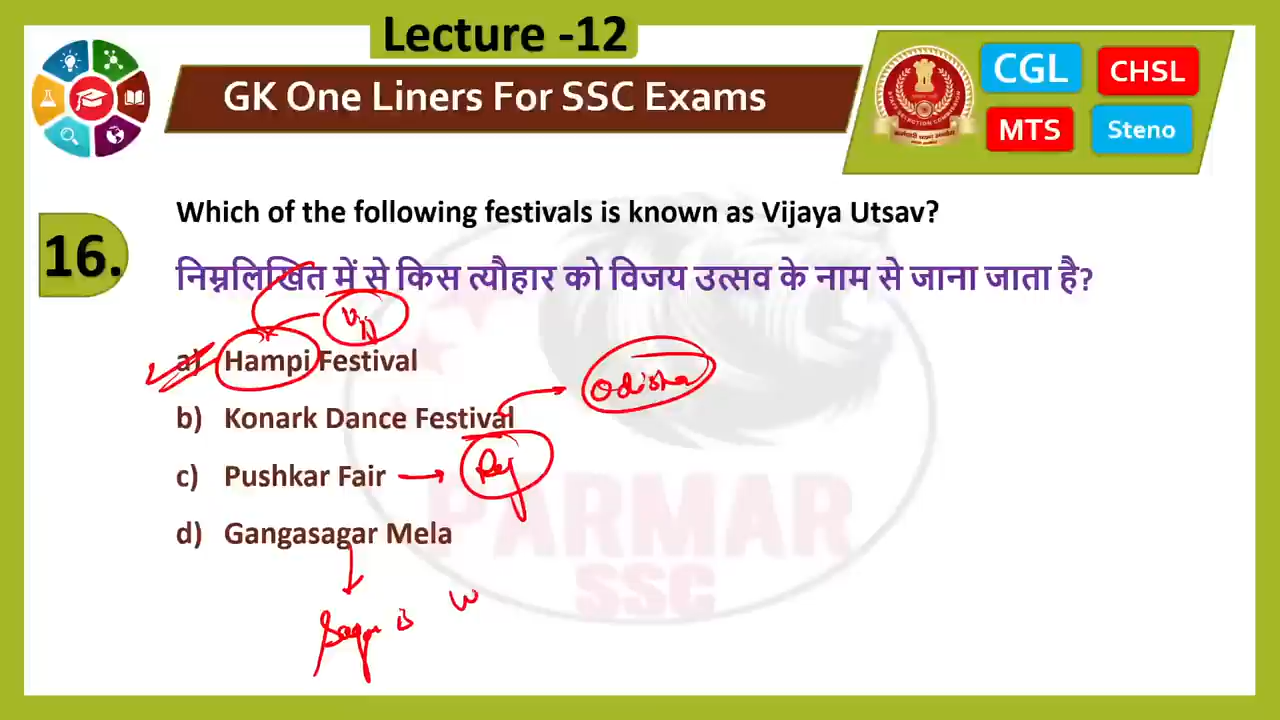 Lecture -12
GK One Liners For SSC Exams
CGL
CHSL
MTS
Steno
16.
Which of the following festivals is known as Vijaya Utsav?
निम्नलिखित में से किस त्यौहार को विजय उत्सव के नाम से जाना जाता है?
Vij
a) Hampi Festival
Odisha
b) Konark Dance Festival
c) Pushkar Fair
Raj
d) Gangasagar Mela
W
PARMAR
SSC